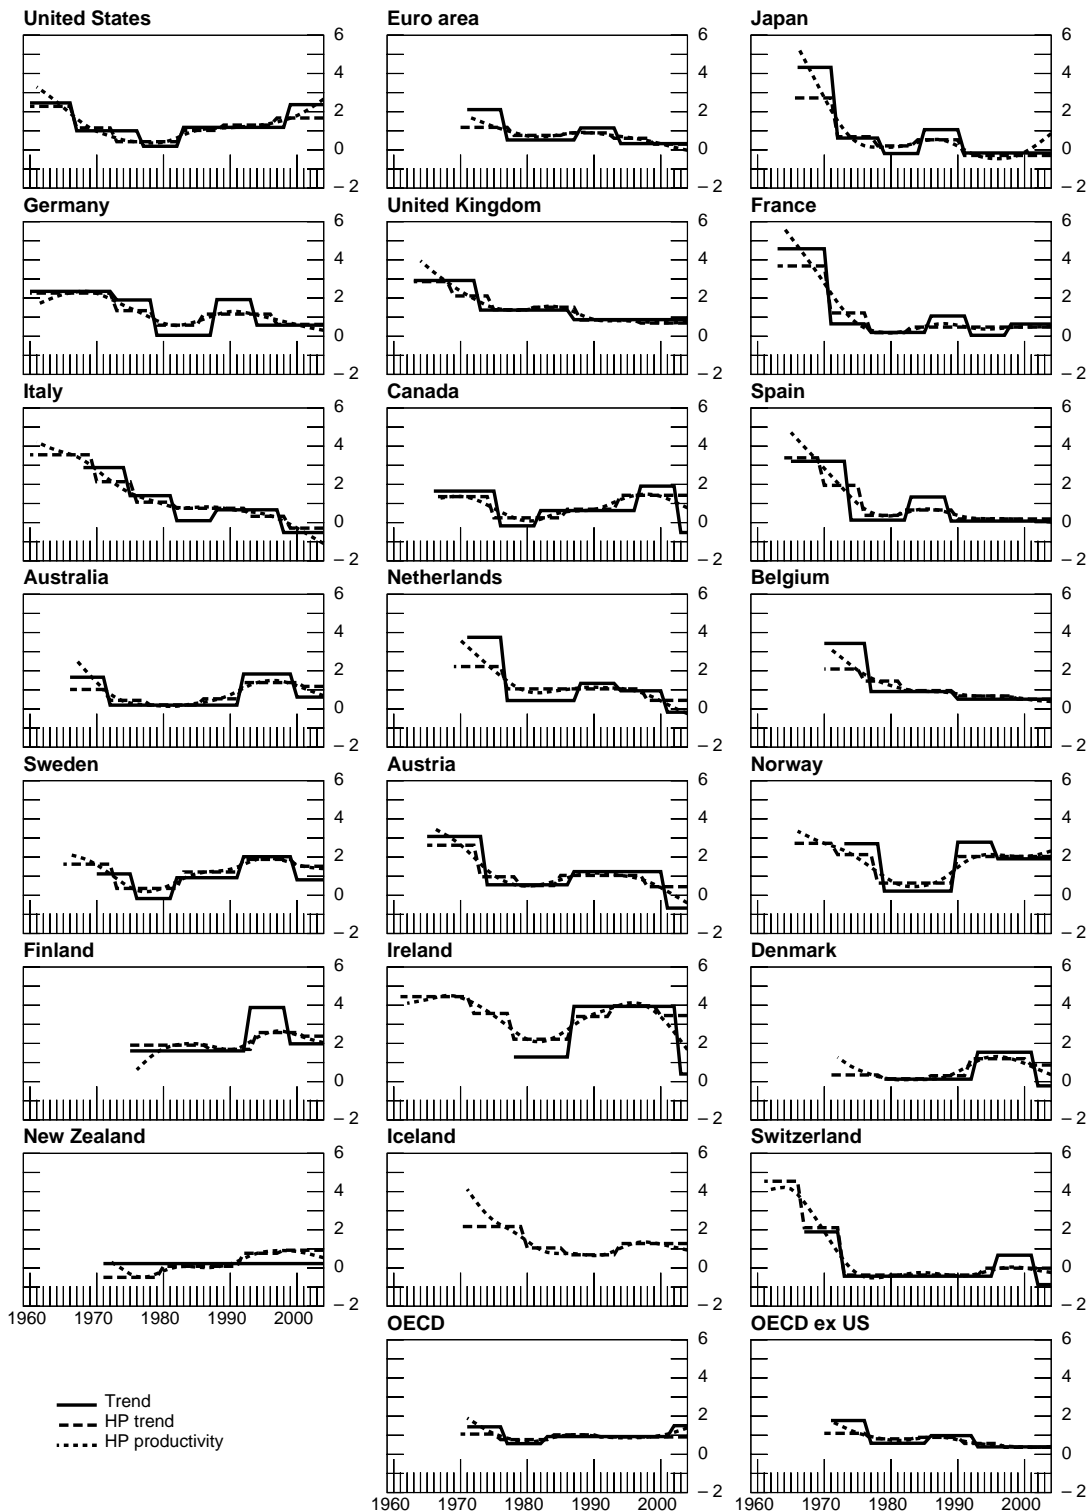 United States Euro area Japan
6 6 6
4 4 4
2 2 2
0 0 0
– 2 – 2 – 2
Germany United Kingdom France
6 6 6
4 4 4
2 2 2
0 0 0
– 2 – 2 – 2
Italy Canada Spain
6 6 6
4 4 4
2 2 2
0 0 0
– 2 – 2 – 2
Australia Netherlands Belgium
6 6 6
4 4 4
2 2 2
0 0 0
– 2 – 2 – 2
Sweden Austria Norway
6 6 6
4 4 4
2 2 2
0 0 0
– 2 – 2 – 2
Finland Ireland Denmark
6 6 6
4 4 4
2 2 2
0 0 0
– 2 – 2 – 2
New Zealand Iceland Switzerland
6 6 6
4 4 4
2 2 2
0 0 0
– 2 – 2 – 2
1960 1970 1980 1990 2000
OECD OECD ex US
6 6
4 4
2 2
0 0
– 2 – 2
1960 1970 1980 1990 2000 1960 1970 1980 1990 2000
Trend
HP trend
HP productivity